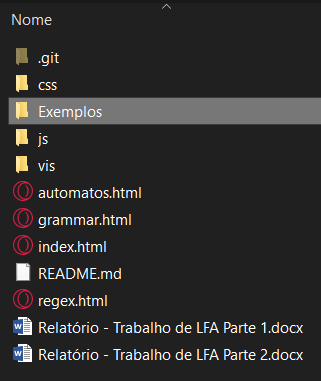 Nome
.git
css
Exemplos
js
vis
automatos.html
grammar.html
index.html
README.md
regex.html
Relatório - Trabalho de LFA Parte 1.docx
Relatório - Trabalho de LFA Parte 2.docx